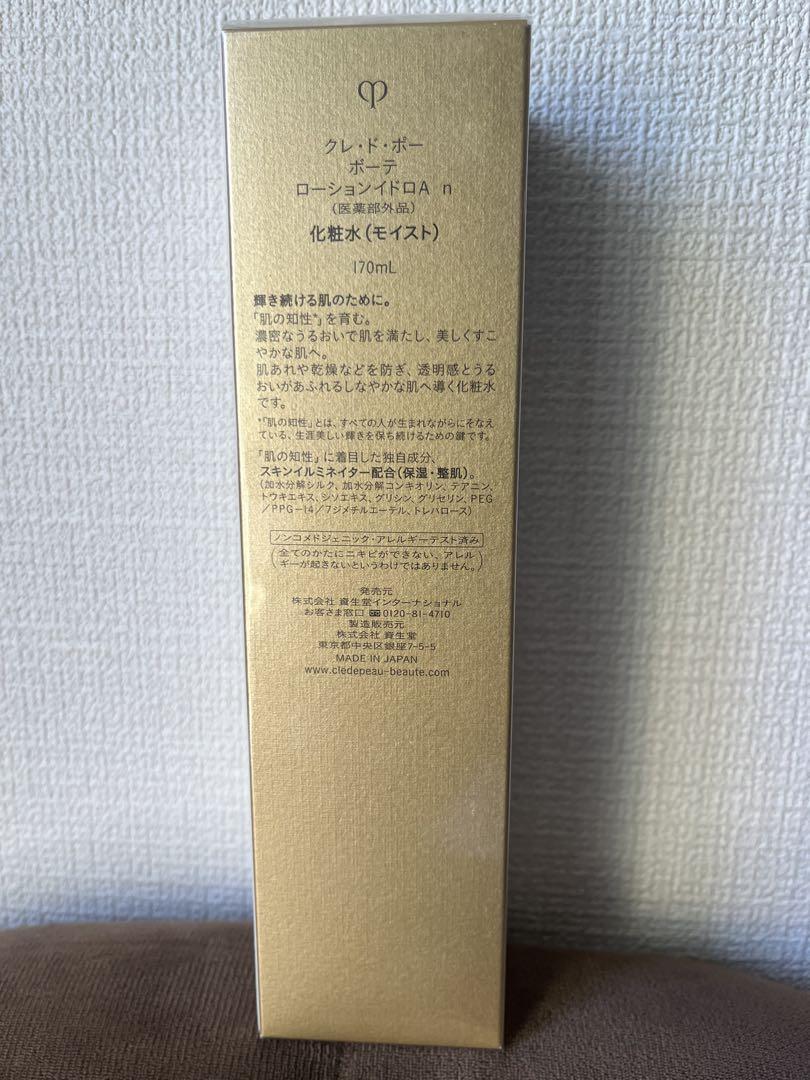 クレ・ド・ポー
ボーテ
ローションイドロA n
(医薬部外品)
化粧水(モイスト)
170mL
輝き続ける肌のために。
「肌の知性*」を育む。
濃密なうるおいで肌を満たし、美しくすこ
やかな肌へ。
肌あれや乾燥などを防ぎ、透明感とうる
おいがあふれるしなやかな肌へ導く化粧水
です。
*「肌の知性」とは、すべての人が生まれながらにそなえ
ている、生涯美しい輝きを保ち続けるための鍵です。
「肌の知性」に着目した独自成分、
スキンイルミネイター配合(保湿・整肌)。
(加水分解シルク、加水分解コンキオリン、テアニン、
トウキエキス、シソエキス、グリシン、グリセリン、PEG
/PPG-14/7ジメチルエーテル、トレハロース)
ノンコメドジェニック・アレルギーテスト済み
(全てのかたにニキビができない、アレル
ギーが起きないというわけではありません。)
発売元
株式会社 資生堂インターナショナル
お客さま窓口 0120-81-4710
製造販売元
株式会社 資生堂
東京都中央区銀座7-5-5
MADE IN JAPAN
www.cledepeau-beaute.com